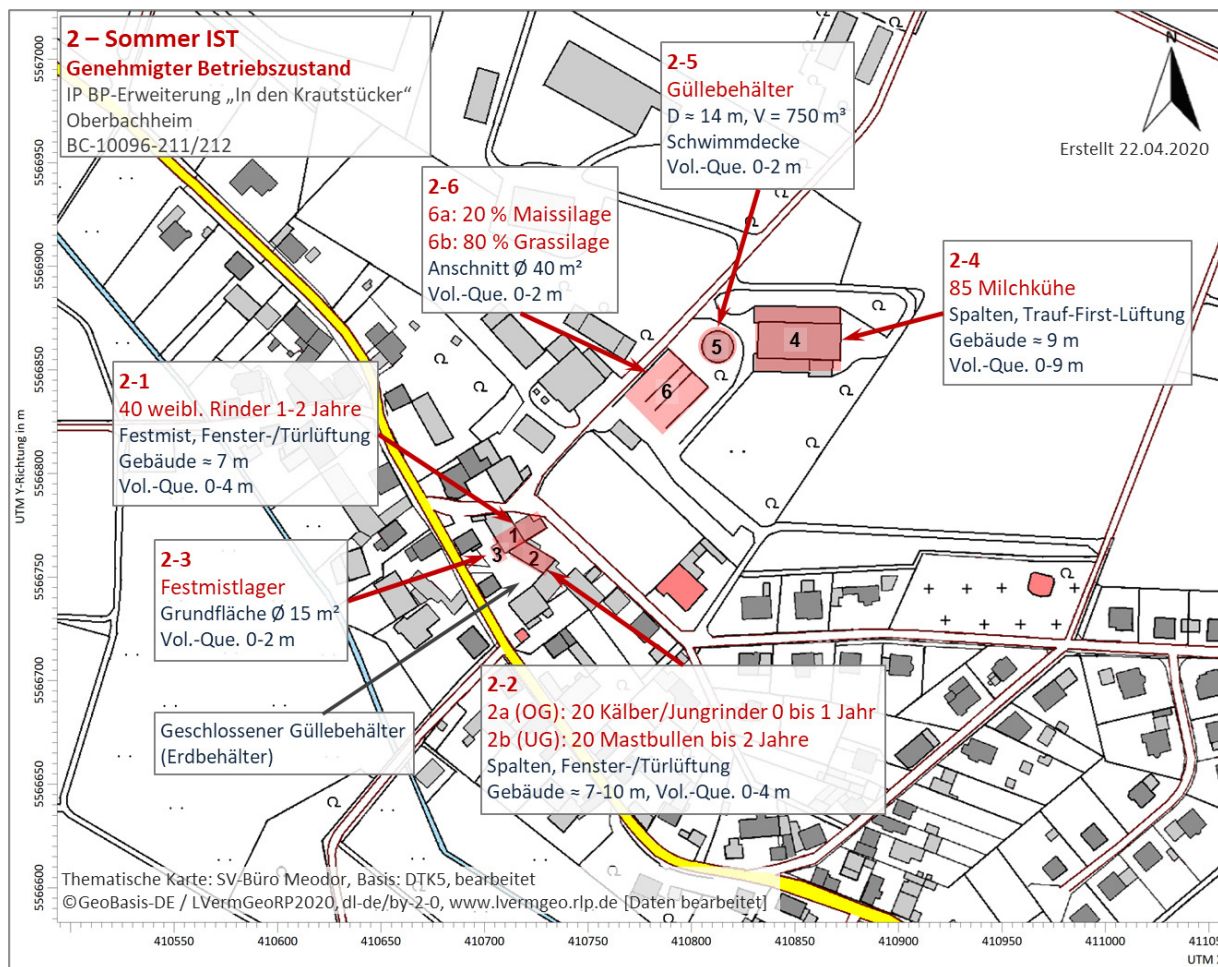 2 – Sommer IST
Genehmigter Betriebszustand
IP BP-Erweiterung „In den Krautstücker“
Oberbachheim
BC-10096-211/212
N
Erstellt 22.04.2020
2-5
Güllebehälter
D ≈ 14 m, V = 750 m³
Schwimmdecke
Vol.-Que. 0-2 m
2-6
6a: 20 % Maissilage
6b: 80 % Grassilage
Anschnitt Ø 40 m²
Vol.-Que. 0-2 m
2-4
85 Milchkühe
Spalten, Trauf-First-Lüftung
Gebäude ≈ 9 m
Vol.-Que. 0-9 m
2-1
40 weibl. Rinder 1-2 Jahre
Festmist, Fenster-/Türlüftung
Gebäude ≈ 7 m
Vol.-Que. 0-4 m
4
5
6
1
2
3
2-3
Festmistlager
Grundfläche Ø 15 m²
Vol.-Que. 0-2 m
Geschlossener Güllebehälter
(Erdbehälter)
2-2
2a (OG): 20 Kälber/Jungrinder 0 bis 1 Jahr
2b (UG): 20 Mastbullen bis 2 Jahre
Spalten, Fenster-/Türlüftung
Gebäude ≈ 7-10 m, Vol.-Que. 0-4 m
Thematische Karte: SV-Büro Meodor, Basis: DTK5, bearbeitet
©GeoBasis-DE / LVermGeoRP2020, dl-de/by-2-0, www.lvermgeo.rlp.de [Daten bearbeitet]
UTM Y-Richtung in m
5567000
5566950
5566900
5566850
5566800
5566750
5566700
5566650
5566600
410550
410600
410650
410700
410750
410800
410850
410900
410950
411000
UTM